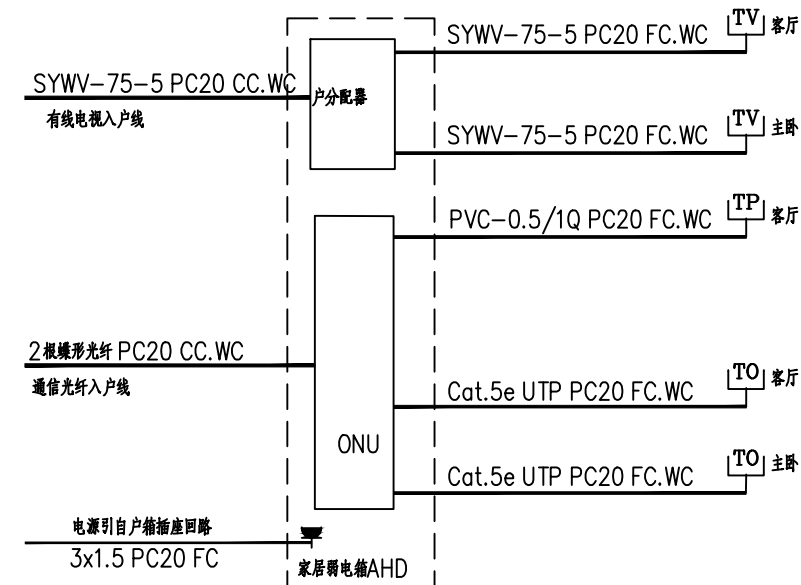 SYWV-75-5 PC20 FC.WC
TV 客厅
SYWV-75-5 PC20 CC.WC
户分配器
有线电视入户线
SYWV-75-5 PC20 FC.WC
TV 主卧
PVC-0.5/1Q PC20 FC.WC
TP 客厅
2根蝶形光纤 PC20 CC.WC
通信光纤入户线
Cat.5e UTP PC20 FC.WC
TO 客厅
ONU
Cat.5e UTP PC20 FC.WC
TO 主卧
电源引自户箱插座回路
3x1.5 PC20 FC
家居弱电箱AHD